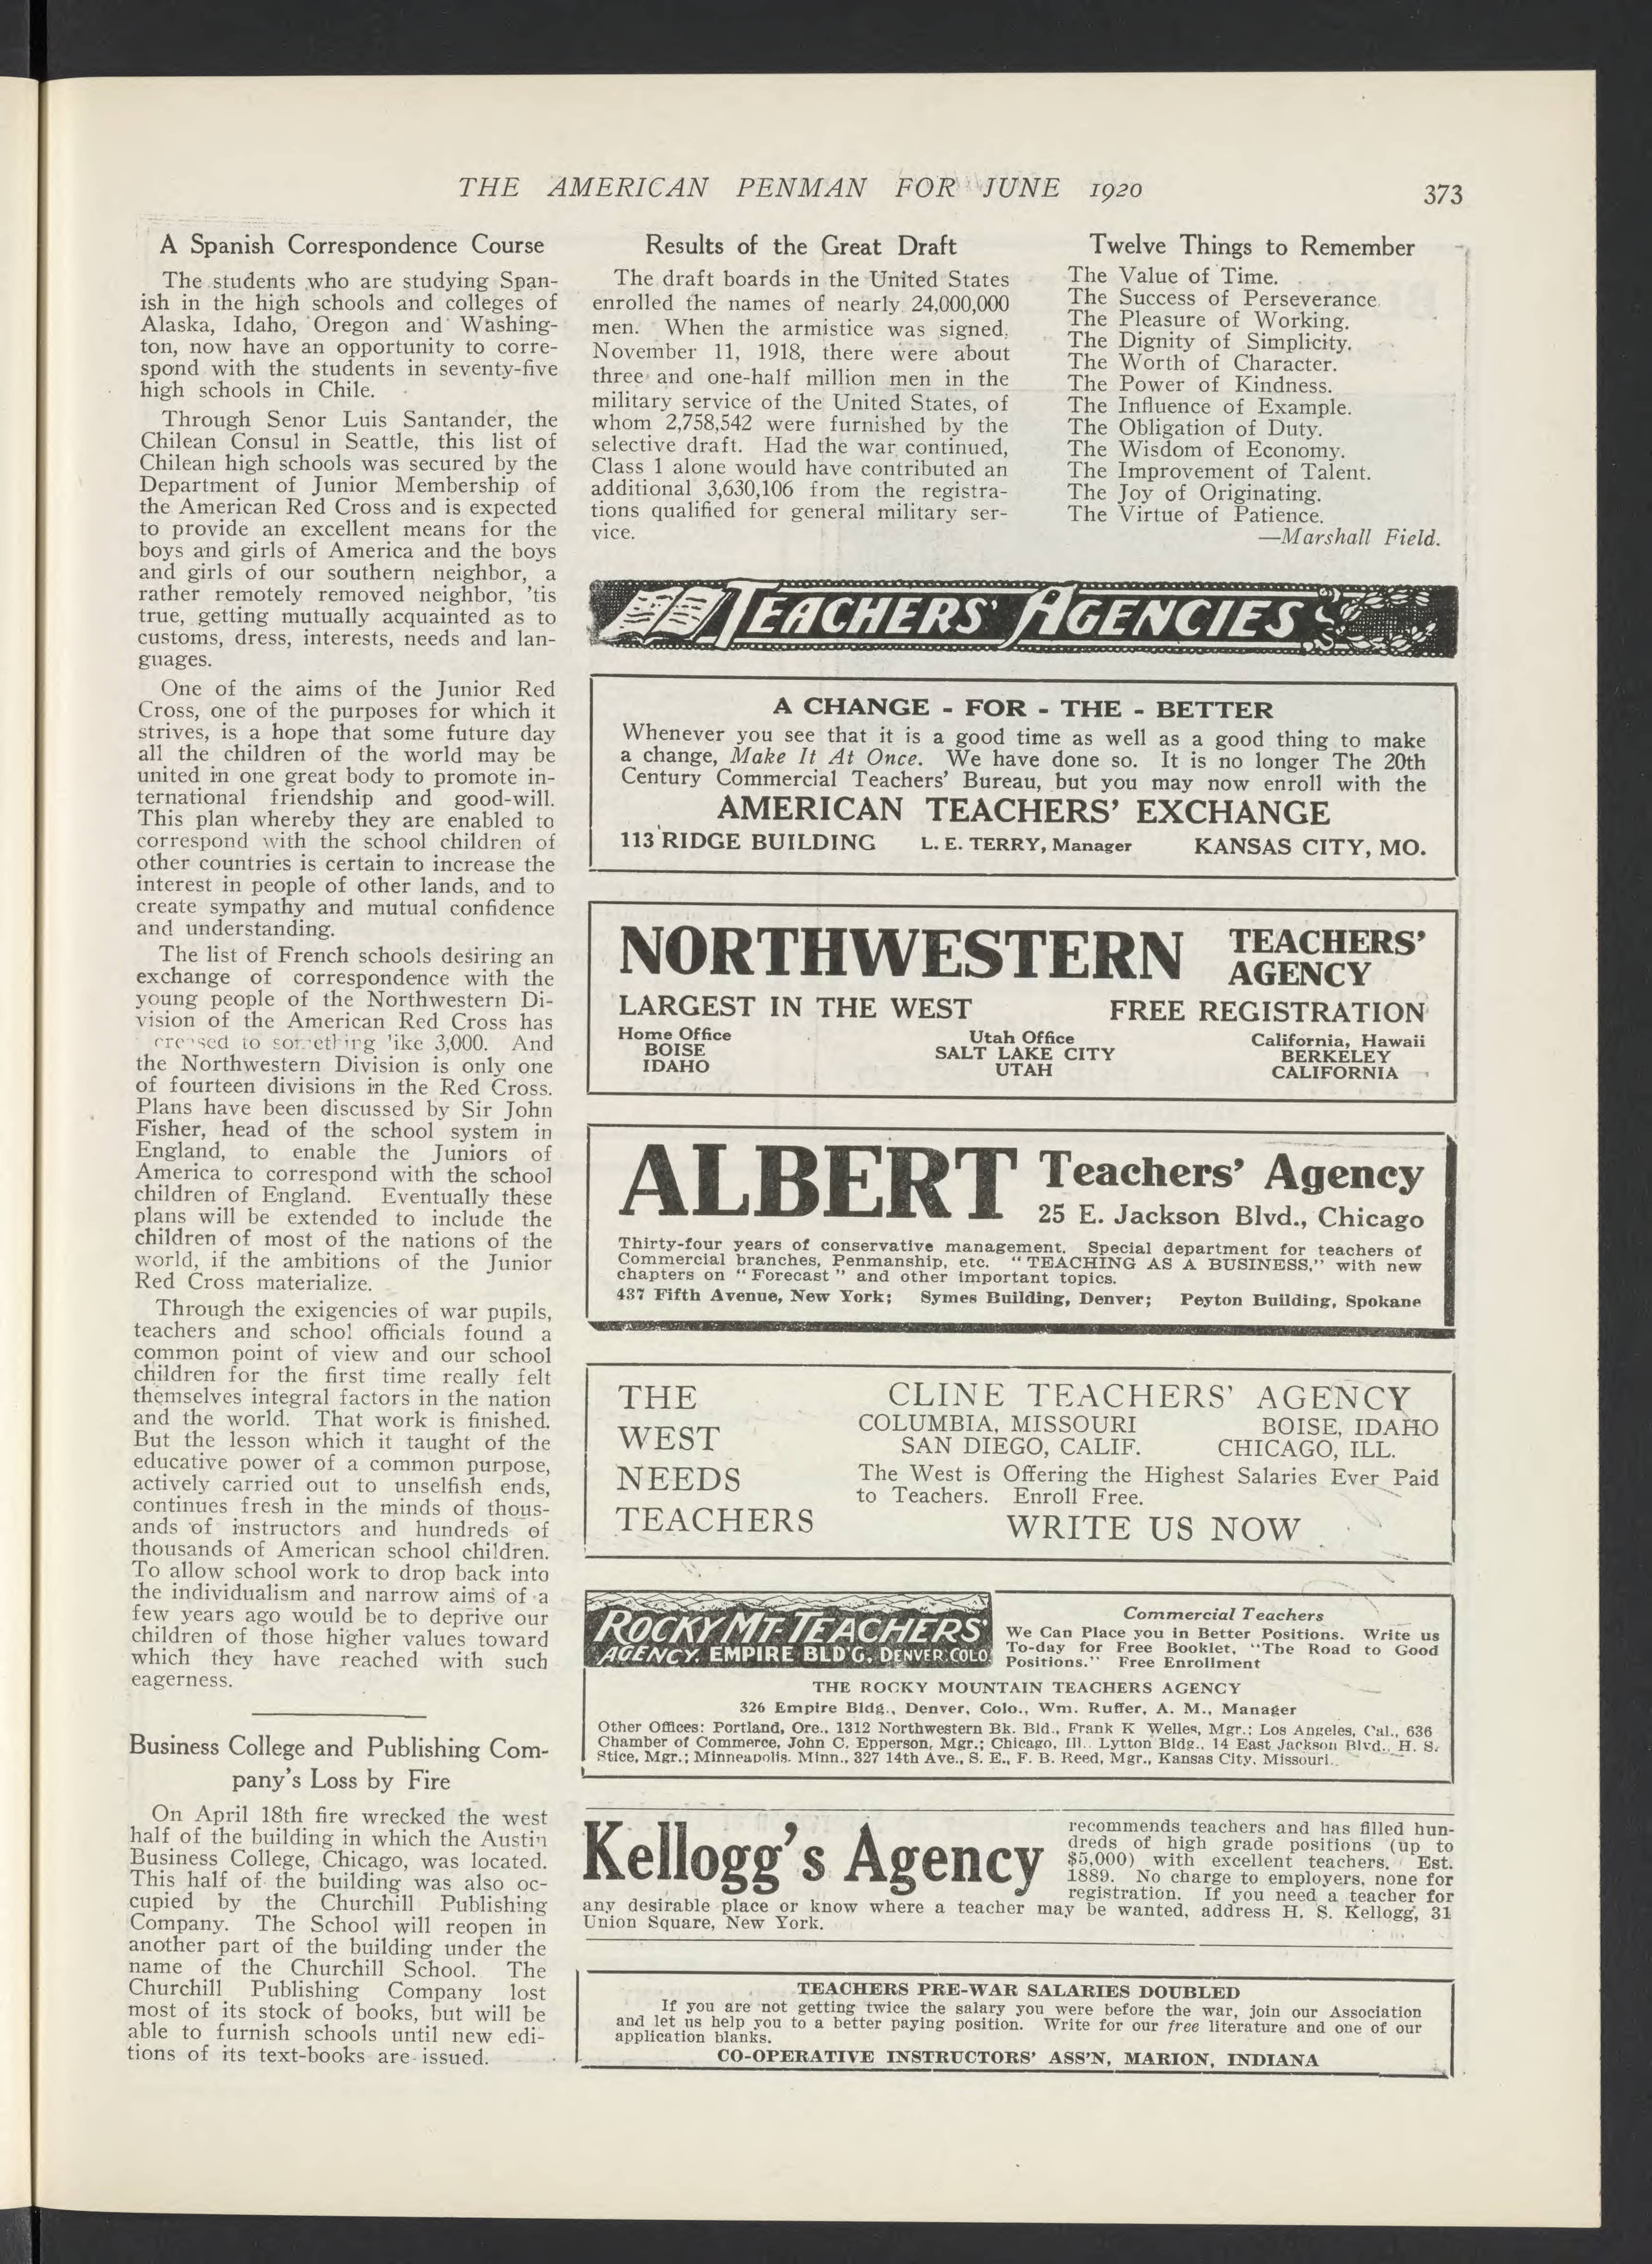 THE AMERICAN PENMAN FOR JUNE 1920
373
A Spanish Correspondence Course
The students who are studying Span-
ish in the high schools and colleges of
Alaska, Idaho, Oregon and Washing-
ton, now have an opportunity to corre-
spond with the students in seventy-five
high schools in Chile.
Through Senor Luis Santander, the
Chilean Consul in Seattle, this list of
Chilean high schools was secured by the
Department of Junior Membership of
the American Red Cross and is expected
to provide an excellent means for the
boys and girls of America and the boys
and girls of our southern neighbor, a
rather remotely removed neighbor, 'tis
true, getting mutually acquainted as to
customs, dress, interests, needs and lan-
guages.
One of the aims of the Junior Red
Cross, one of the purposes for which it
strives, is a hope that some future day
all the children of the world may be
united in one great body to promote in-
ternational friendship and good-will.
This plan whereby they are enabled to
correspond with the school children of
other countries is certain to increase the
interest in people of other lands, and to
create sympathy and mutual confidence
and understanding.
The list of French schools desiring an
exchange of correspondence with the
young people of the Northwestern Di-
vision of the American Red Cross has
to something like 3,000. And
the Northwestern Division is only one
of fourteen divisions in the Red Cross.
Plans have been discussed by Sir John
Fisher, head of the school system in
England, to enable the Juniors of
America to correspond with the school
children of England. Eventually these
plans will be extended to include the
children of most of the nations of the
world, if the ambitions of the Junior
Red Cross materialize.
Through the exigencies of war pupils,
teachers and school officials found a
common point of view and our school
children for the first time really felt
themselves integral factors in the nation
and the world. That work is finished.
But the lesson which it taught of the
educative power of a common purpose,
actively carried out to unselfish ends,
continues fresh in the minds of thous-
ands of instructors and hundreds of
thousands of American school children.
To allow school work to drop back into
the individualism and narrow aims of a
few years ago would be to deprive our
children of those higher values toward
which they have reached with such
eagerness.
Business College and Publishing Com-
pany's Loss by Fire
On April 18th fire wrecked the west
half of the building in which the Austin
Business College, Chicago, was located.
This half of the building was also oc-
cupied by the Churchill Publishing
Company. The School will reopen in
another part of the building under the
name of the Churchill School. The
Churchill Publishing Company lost
most of its stock of books, but will be
able to furnish schools until new edi-
tions of its text-books are issued.
Results of the Great Draft
The draft boards in the United States
enrolled the names of nearly 24,000,000
men. When the armistice was signed,
November 11, 1918, there were about
three and one-half million men in the
military service of the United States, of
whom 2,758,542 were furnished by the
selective draft. Had the war continued,
Class 1 alone would have contributed an
additional 3,630,106 from the registra-
tions qualified for general military ser-
vice.
Twelve Things to Remember
The Value of Time.
The Success of Perseverance.
The Pleasure of Working.
The Dignity of Simplicity.
The Worth of Character.
The Power of Kindness.
The Influence of Example.
The Obligation of Duty.
The Wisdom of Economy.
The Improvement of Talent.
The Joy of Originating.
The Virtue of Patience.
—Marshall Field.
TEACHERS' AGENCIES
A CHANGE - FOR - THE - BETTER
Whenever you see that it is a good time as well as a good thing to make
a change, Make It At Once. We have done so. It is no longer The 20th
Century Commercial Teachers' Bureau, but you may now enroll with the
AMERICAN TEACHERS' EXCHANGE
113 RIDGE BUILDING L. E. TERRY, Manager KANSAS CITY, MO.
NORTHWESTERN TEACHERS'
AGENCY
LARGEST IN THE WEST FREE REGISTRATION
Home Office Utah Office California, Hawaii
BOISE SALT LAKE CITY BERKELEY
IDAHO UTAH CALIFORNIA
ALBERT Teachers' Agency
25 E. Jackson Blvd., Chicago
Thirty-four years of conservative management. Special department for teachers of
Commercial branches, Penmanship, etc. "TEACHING AS A BUSINESS," with new
chapters on "Forecast" and other important topics.
437 Fifth Avenue, New York; Symes Building, Denver; Peyton Building, Spokane
THE
WEST
NEEDS
TEACHERS
CLINE TEACHERS' AGENCY
COLUMBIA, MISSOURI BOISE, IDAHO
SAN DIEGO, CALIF. CHICAGO, ILL.
The West is Offering the Highest Salaries Ever Paid
to Teachers. Enroll Free.
WRITE US NOW
ROCKY MT-TEACHERS'
AGENCY. EMPIRE BLD'G, DENVER.COLO.
Commercial Teachers
We Can Place you in Better Positions. Write us
To-day for Free Booklet, "The Road to Good
Positions." Free Enrollment
THE ROCKY MOUNTAIN TEACHERS AGENCY
326 Empire Bldg., Denver, Colo., Wm. Ruffer, A. M., Manager
Other Offices: Portland, Ore., 1312 Northwestern Bk. Bld., Frank K Welles, Mgr.; Los Angeles, Cal., 636
Chamber of Commerce, John C. Epperson, Mgr.; Chicago, Ill.. Lytton Bldg., 14 East Jackson Blvd., H. S.
Stice, Mgr.; Minneapolis. Minn., 327 14th Ave., S. E., F. B. Reed, Mgr., Kansas City, Missouri.
Kellogg's Agency
recommends teachers and has filled hun-
dreds of high grade positions (up to
$5,000) with excellent teachers. Est.
1889. No charge to employers, none for
registration. If you need a teacher for
any desirable place or know where a teacher may be wanted, address H. S. Kellogg, 31
Union Square, New York.
TEACHERS PRE-WAR SALARIES DOUBLED
If you are not getting twice the salary you were before the war, join our Association
and let us help you to a better paying position. Write for our free literature and one of our
application blanks.
CO-OPERATIVE INSTRUCTORS' ASS'N, MARION, INDIANA